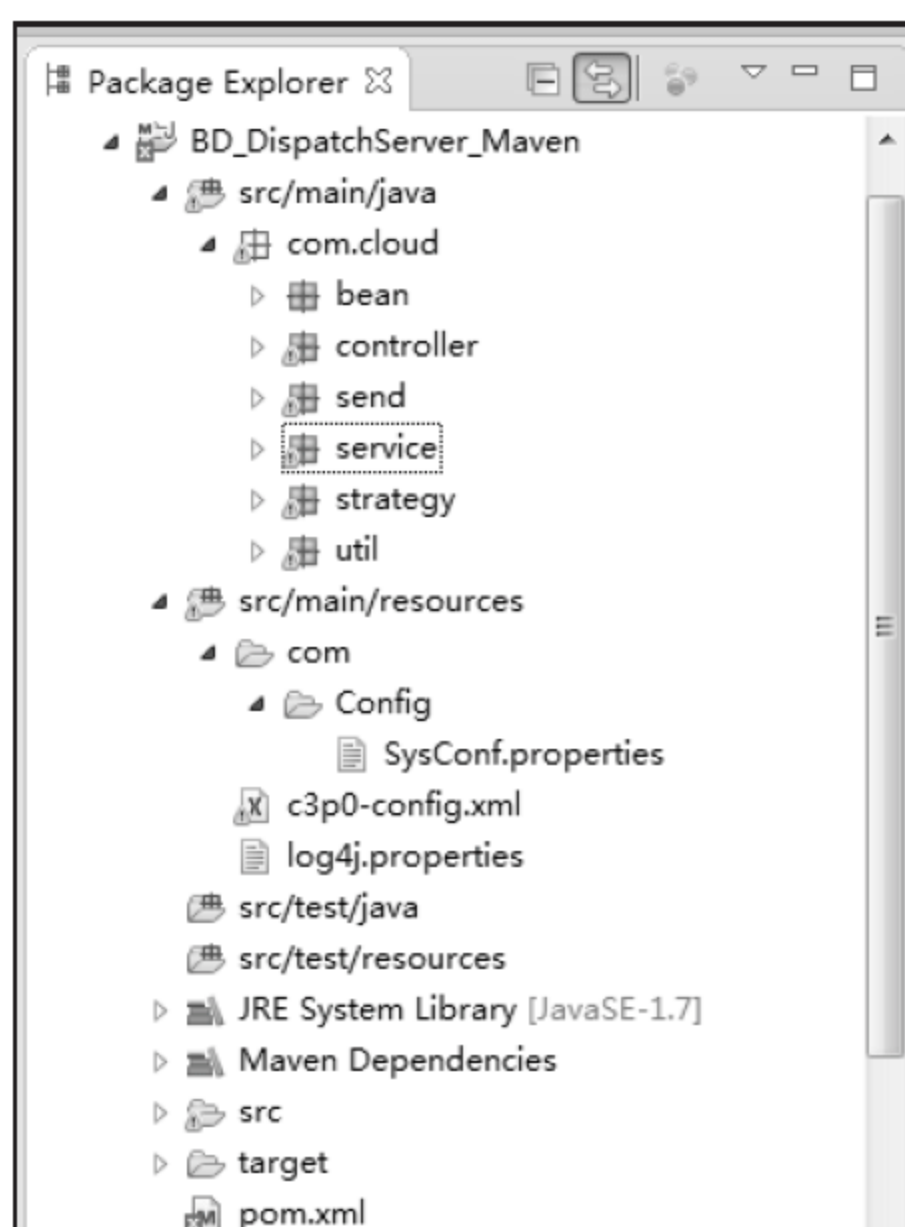 Package Explorer
BD_DispatchServer_Maven
src/main/java
com.cloud
bean
controller
send
service
strategy
util
src/main/resources
com
Config
SysConf.properties
c3p0-config.xml
log4j.properties
src/test/java
src/test/resources
JRE System Library [JavaSE-1.7]
Maven Dependencies
src
target
pom.xml